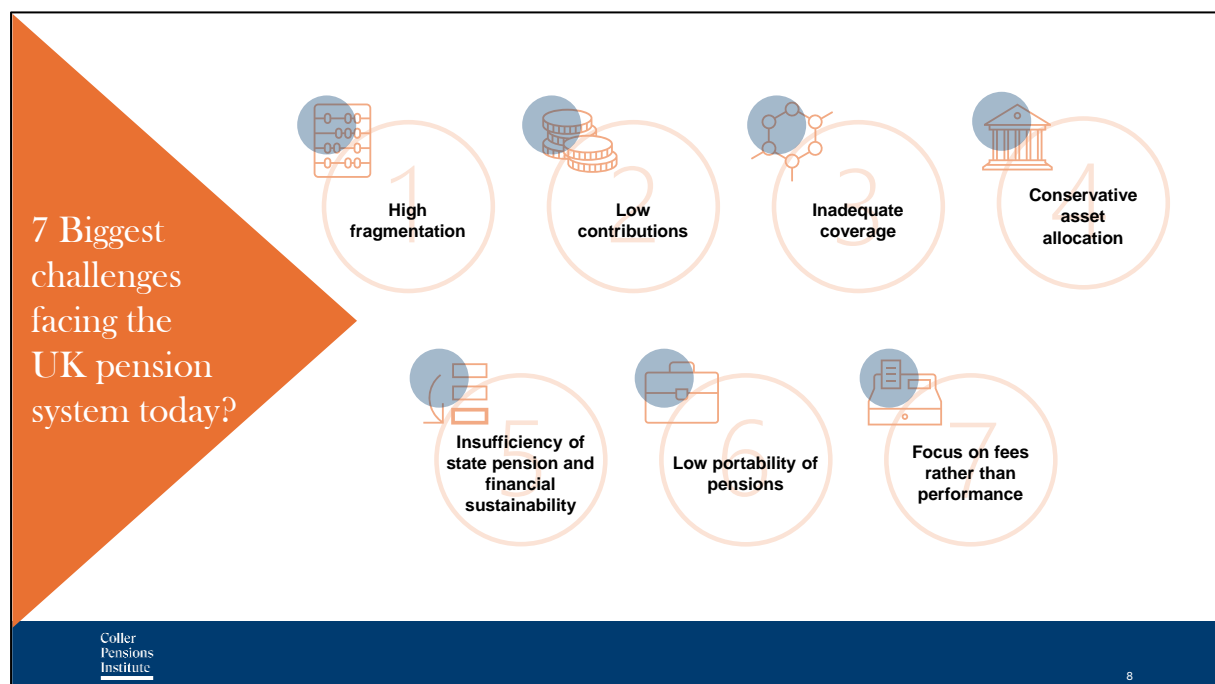 7 Biggest
challenges
facing the
UK pension
system today?
1
High
fragmentation
2
Low
contributions
3
Inadequate
coverage
4
Conservative
asset
allocation
5
Insufficiency of
state pension and
financial
sustainability
6
Low portability of
pensions
7
Focus on fees
rather than
performance
Coller
Pensions
Institute
8